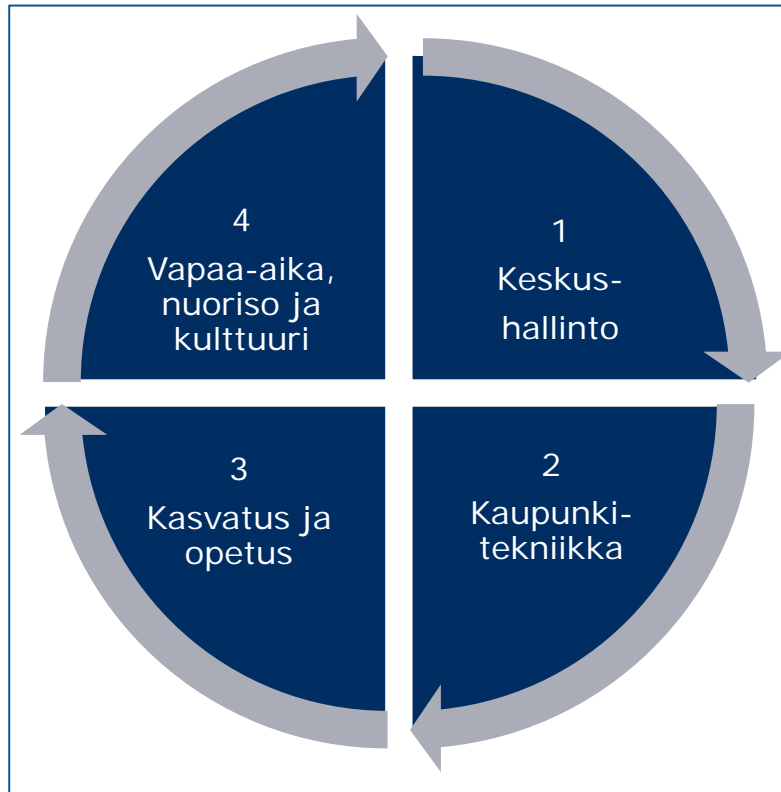 1
Keskus-
hallinto
2
Kaupunki-
tekniikka
3
Kasvatus ja
opetus
4
Vapaa-aika,
nuoriso ja
kulttuuri